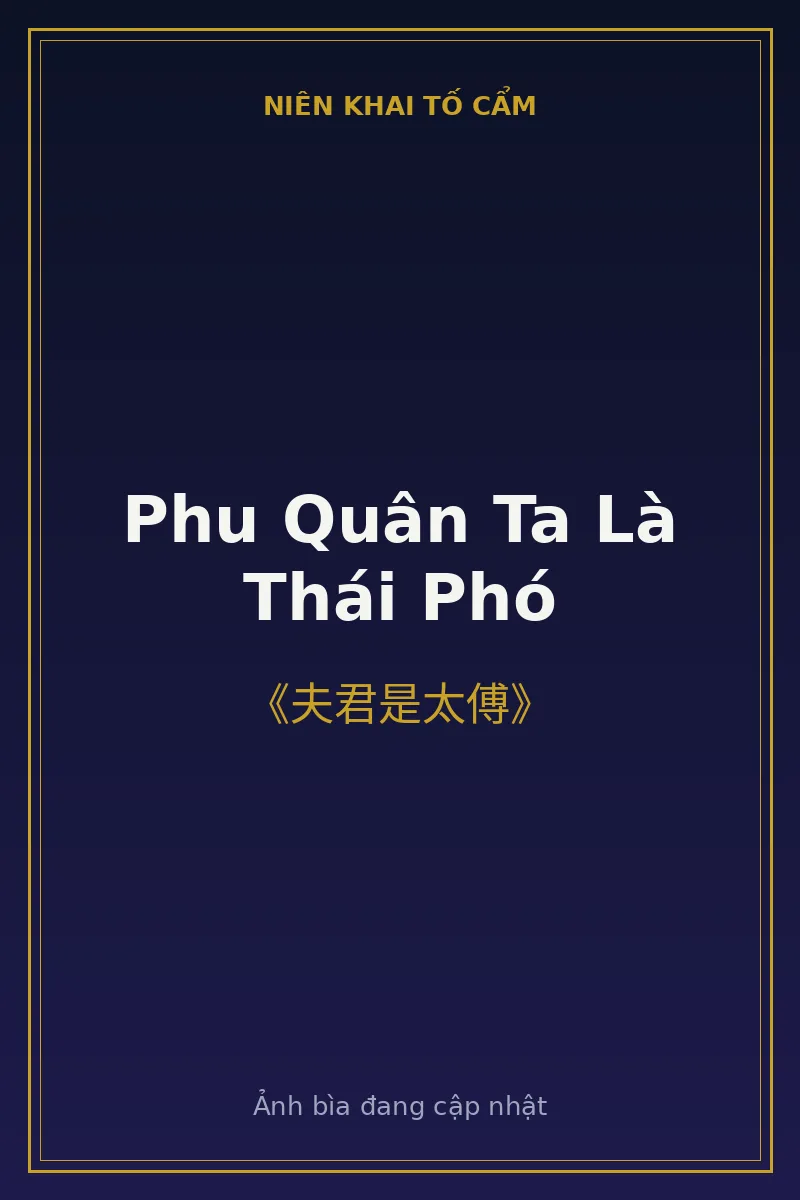 NIÊN KHAI TỐ CẨM
Phu Quân Ta Là
Thái Phó
《夫君是太傅》
Ảnh bìa đang cập nhật